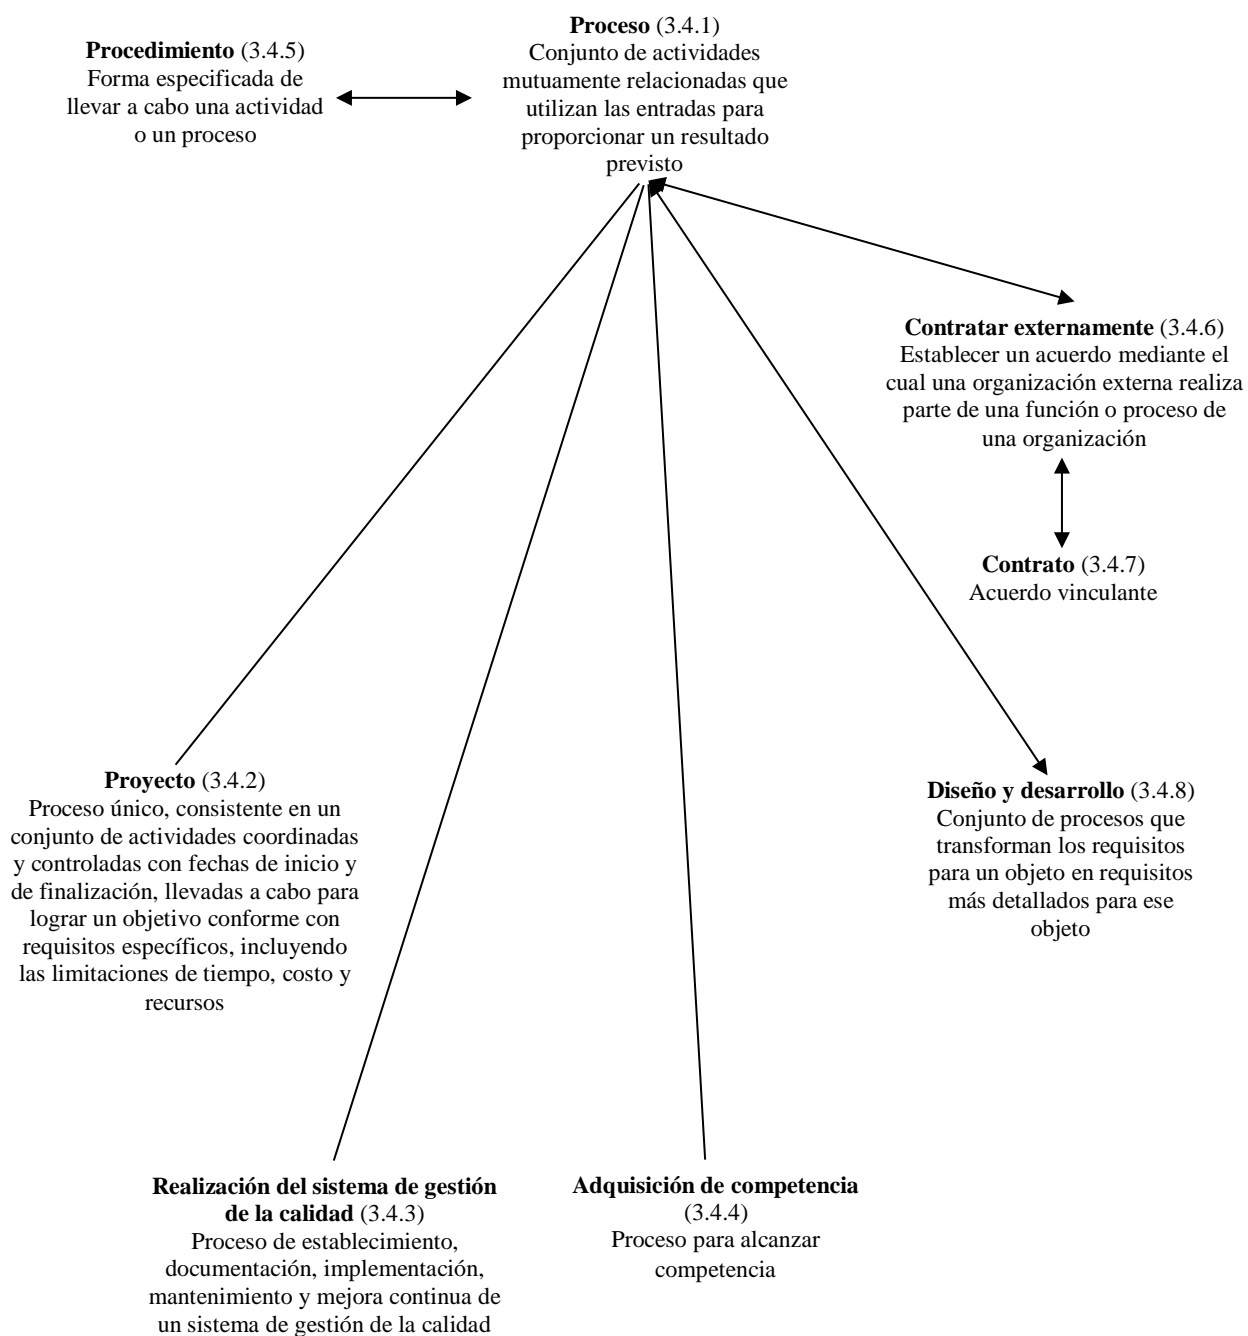 Procedimiento (3.4.5)
Forma especificada de
llevar a cabo una actividad
o un proceso
Proceso (3.4.1)
Conjunto de actividades
mutuamente relacionadas que
utilizan las entradas para
proporcionar un resultado
previsto
Contratar externamente (3.4.6)
Establecer un acuerdo mediante el
cual una organización externa realiza
parte de una función o proceso de
una organización
Contrato (3.4.7)
Acuerdo vinculante
Proyecto (3.4.2)
Proceso único, consistente en un
conjunto de actividades coordinadas
y controladas con fechas de inicio y
de finalización, llevadas a cabo para
lograr un objetivo conforme con
requisitos específicos, incluyendo
las limitaciones de tiempo, costo y
recursos
Diseño y desarrollo (3.4.8)
Conjunto de procesos que
transforman los requisitos
para un objeto en requisitos
más detallados para ese
objeto
Realización del sistema de gestión
de la calidad (3.4.3)
Proceso de establecimiento,
documentación, implementación,
mantenimiento y mejora continua de
un sistema de gestión de la calidad
Adquisición de competencia
(3.4.4)
Proceso para alcanzar
competencia